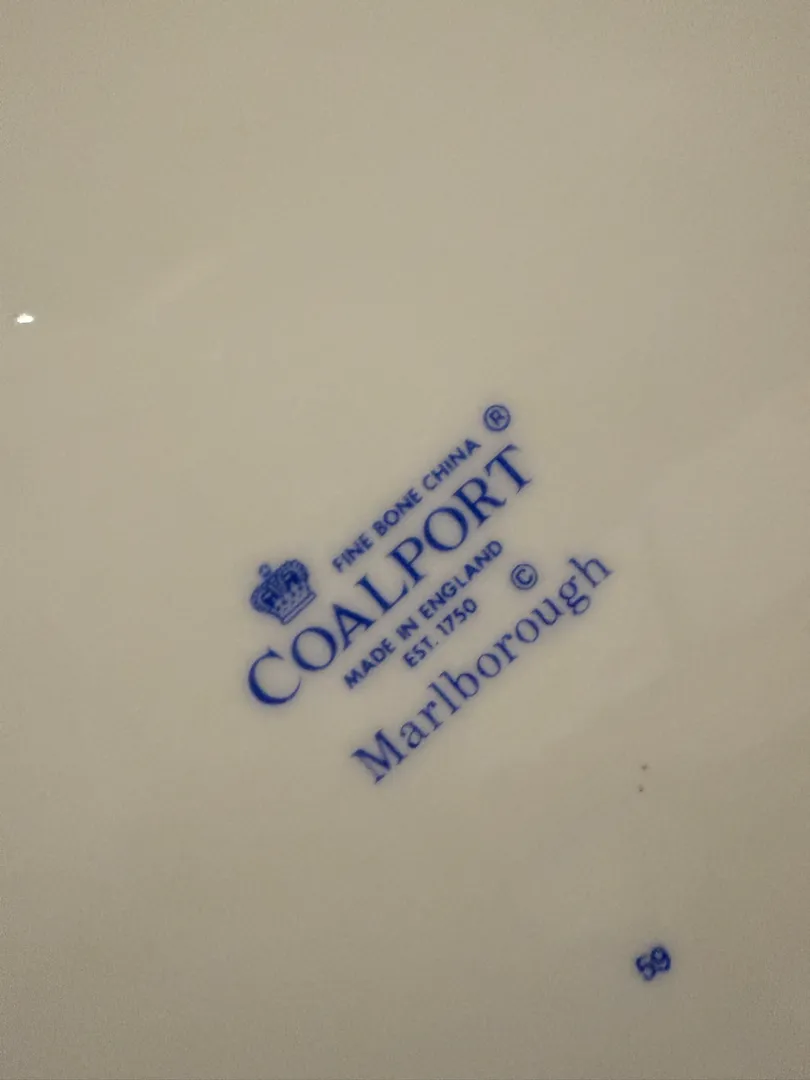 FINE BONE CHINA ®
COALPORT
MADE IN ENGLAND
EST. 1750 ©
Marlborough
59